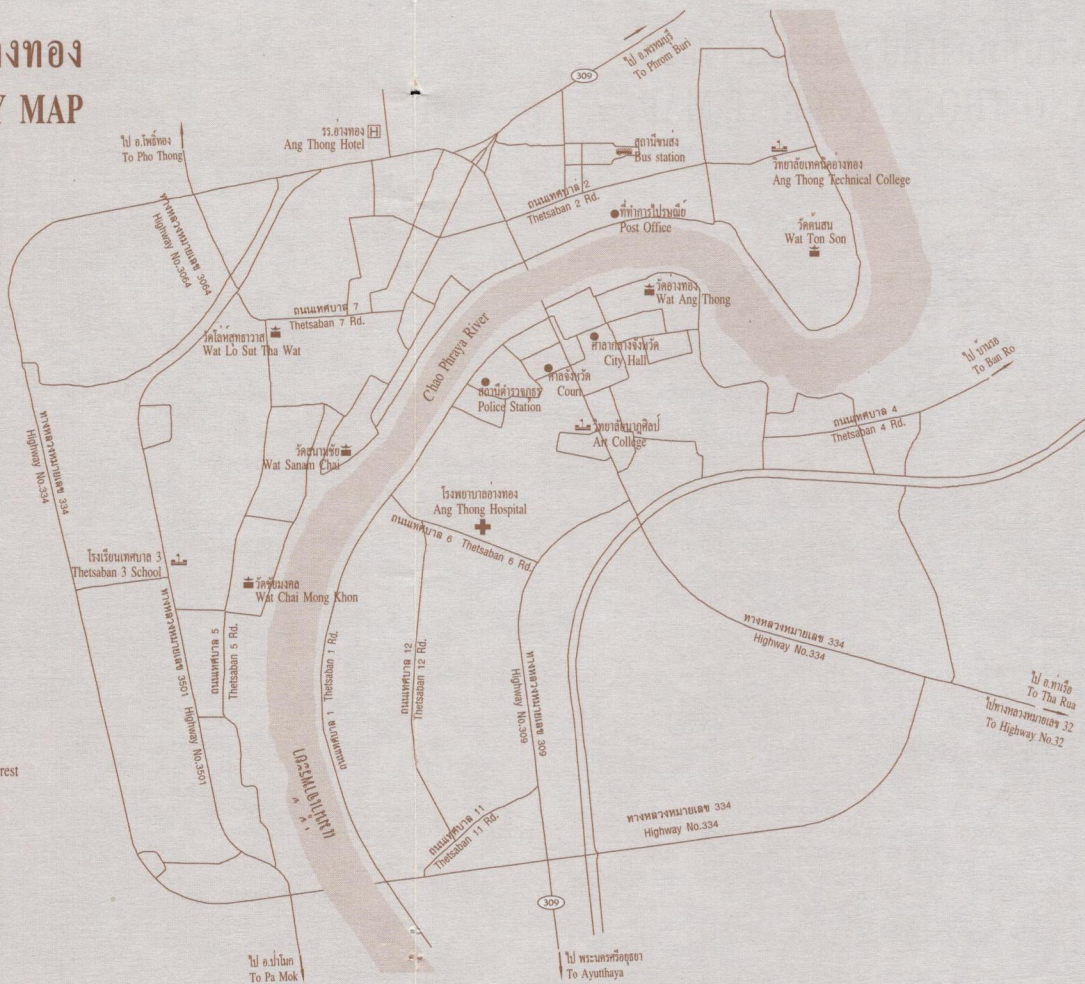 งทอง
Y MAP
ไป อ.โพธิ์ทอง
To Pho Thong
รร.อ่างทอง H
Ang Thong Hotel
309
ไป อ.พรหมบุรี
To Phrom Buri
สถานีขนส่ง
Bus station
วิทยาลัยเทคนิคอ่างทอง
Ang Thong Technical College
ถนนเทศบาล 2
Thetsaban 2 Rd.
ที่ทำการไปรษณีย์
Post Office
วัดต้นสน
Wat Ton Son
ทางหลวงหมายเลข 3064
Highway No.3064
ถนนเทศบาล 7
Thetsaban 7 Rd.
วัดโล่ห์สุทธาวาส
Wat Lo Sut Tha Wat
วัดอ่างทอง
Wat Ang Thong
Chao Phraya River
ศาลากลางจังหวัด
City Hall
ศาลจังหวัด
Court
สถานีตำรวจภูธร
Police Station
ไป บ้านรอ
To Ban Ro
ถนนเทศบาล 4
Thetsaban 4 Rd.
วิทยาลัยนาฏศิลป
Art College
ทางหลวงหมายเลข 334
Highway No.334
วัดสนามชัย
Wat Sanam Chai
โรงพยาบาลอ่างทอง
Ang Thong Hospital
ถนนเทศบาล 6 Thetsaban 6 Rd.
โรงเรียนเทศบาล 3
Thetsaban 3 School
วัดชัยมงคล
Wat Chai Mong Khon
ทางหลวงหมายเลข 3501 Highway No.3501
ถนนเทศบาล 5
Thetsaban 5 Rd.
ถนนเทศบาล 1 Thetsaban 1 Rd.
ถนนเทศบาล 12
Thetsaban 12 Rd.
ทางหลวงหมายเลข 309
Highway No.309
ทางหลวงหมายเลข 334
Highway No.334
ไป อ.ท่าเรือ
To Tha Rua
ไปทางหลวงหมายเลข 32
To Highway No.32
rest
แม่น้ำเจ้าพระยา
ถนนเทศบาล 11
Thetsaban 11 Rd.
ทางหลวงหมายเลข 334
Highway No.334
309
ไป อ.ป่าโมก
To Pa Mok
ไป พระนครศรีอยุธยา
To Ayutthaya